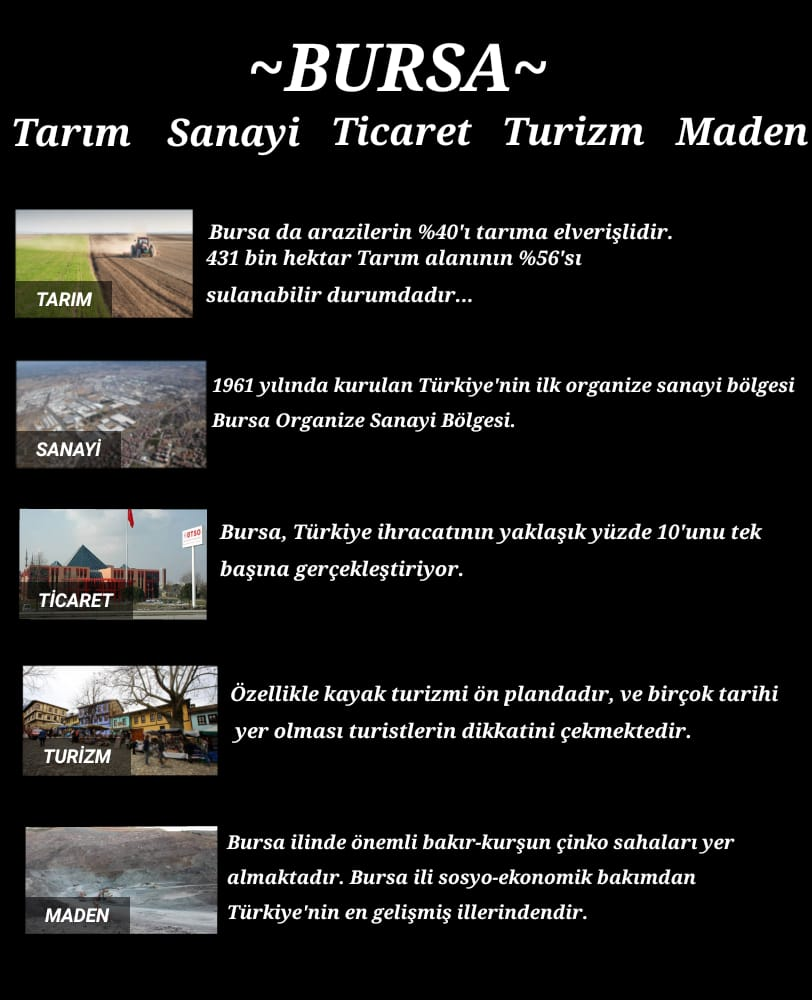 ~BURSA~
Tarım Sanayi Ticaret Turizm Maden
TARIM
Bursa da arazilerin %40'ı tarıma elverişlidir.
431 bin hektar Tarım alanının %56'sı
sulanabilir durumdadır...
SANAYİ
1961 yılında kurulan Türkiye'nin ilk organize sanayi bölgesi
Bursa Organize Sanayi Bölgesi.
BTSO
TİCARET
Bursa, Türkiye ihracatının yaklaşık yüzde 10'unu tek
başına gerçekleştiriyor.
TURİZM
Özellikle kayak turizmi ön plandadır, ve birçok tarihi
yer olması turistlerin dikkatini çekmektedir.
MADEN
Bursa ilinde önemli bakır-kurşun çinko sahaları yer
almaktadır. Bursa ili sosyo-ekonomik bakımdan
Türkiye'nin en gelişmiş illerindendir.